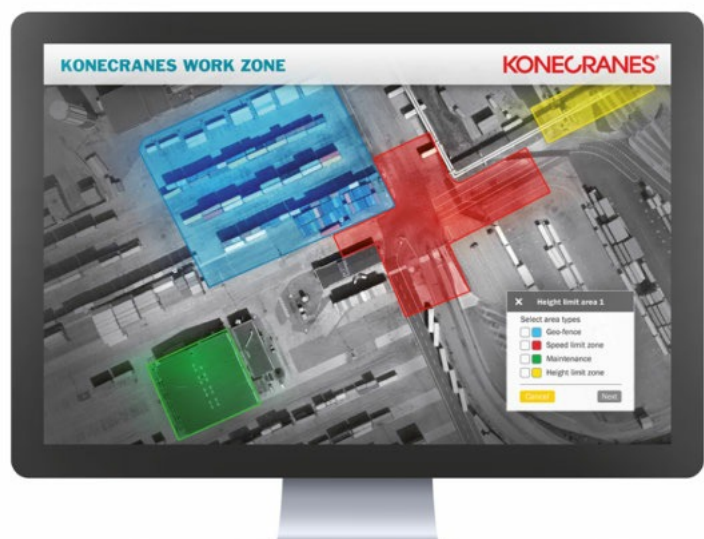 KONECRANES WORK ZONE
KONECRANES®
Height limit area 1
Select area types
Geo-fence
Speed limit zone
Maintenance
Height limit zone
Cancel
Next